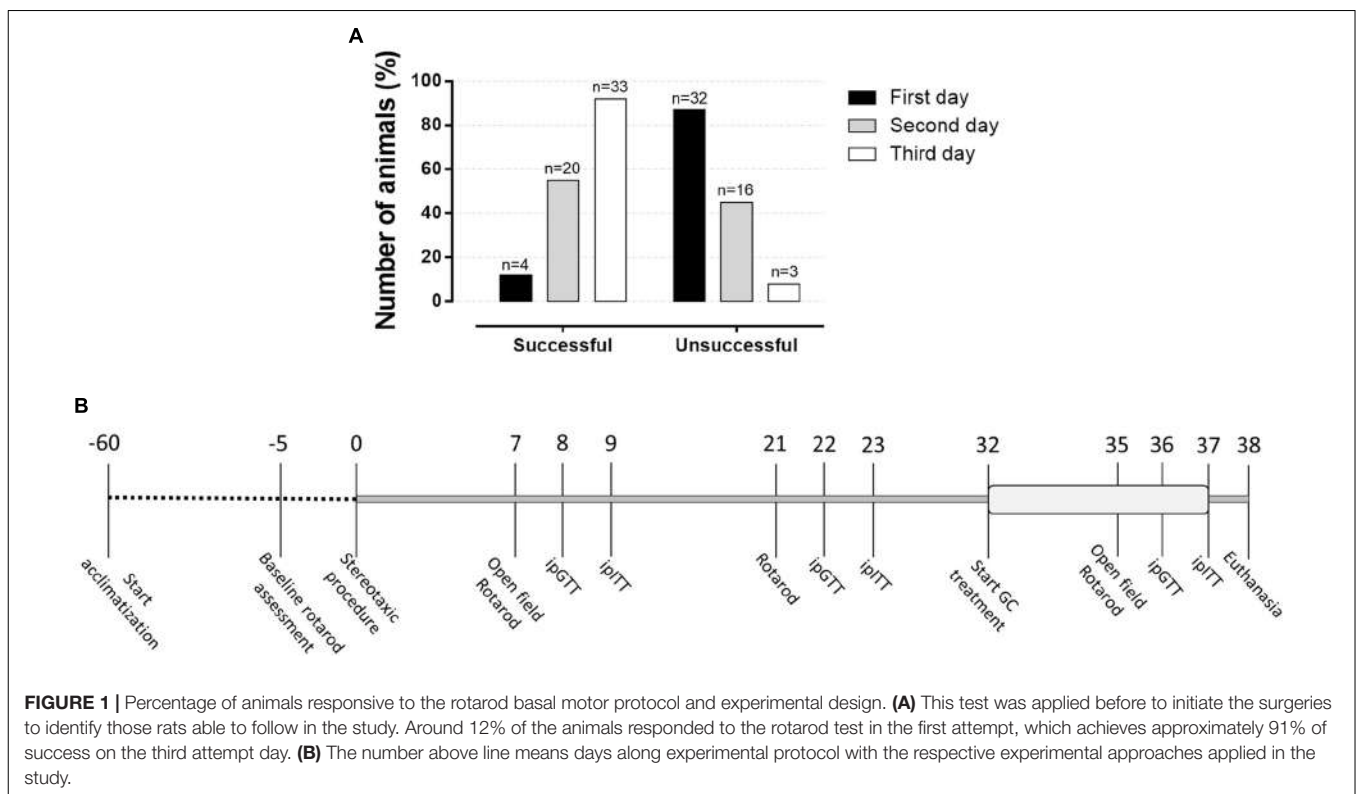 A
Number of animals (%)
100
80
60
40
20
0
n=4
n=20
n=33
n=32
n=16
n=3
Successful
Unsuccessful
First day
Second day
Third day
B
-60
-5
0
7
8
9
21
22
23
32
35
36
37
38
Start
acclimatization
Baseline rotarod
assessment
Stereotaxic
procedure
Open field
Rotarod
ipGTT
ipITT
Rotarod
ipGTT
ipITT
Start GC
treatment
Open field
Rotarod
ipGTT
ipITT
Euthanasia
FIGURE 1 | Percentage of animals responsive to the rotarod basal motor protocol and experimental design. (A) This test was applied before to initiate the surgeries
to identify those rats able to follow in the study. Around 12% of the animals responded to the rotarod test in the first attempt, which achieves approximately 91% of
success on the third attempt day. (B) The number above line means days along experimental protocol with the respective experimental approaches applied in the
study.